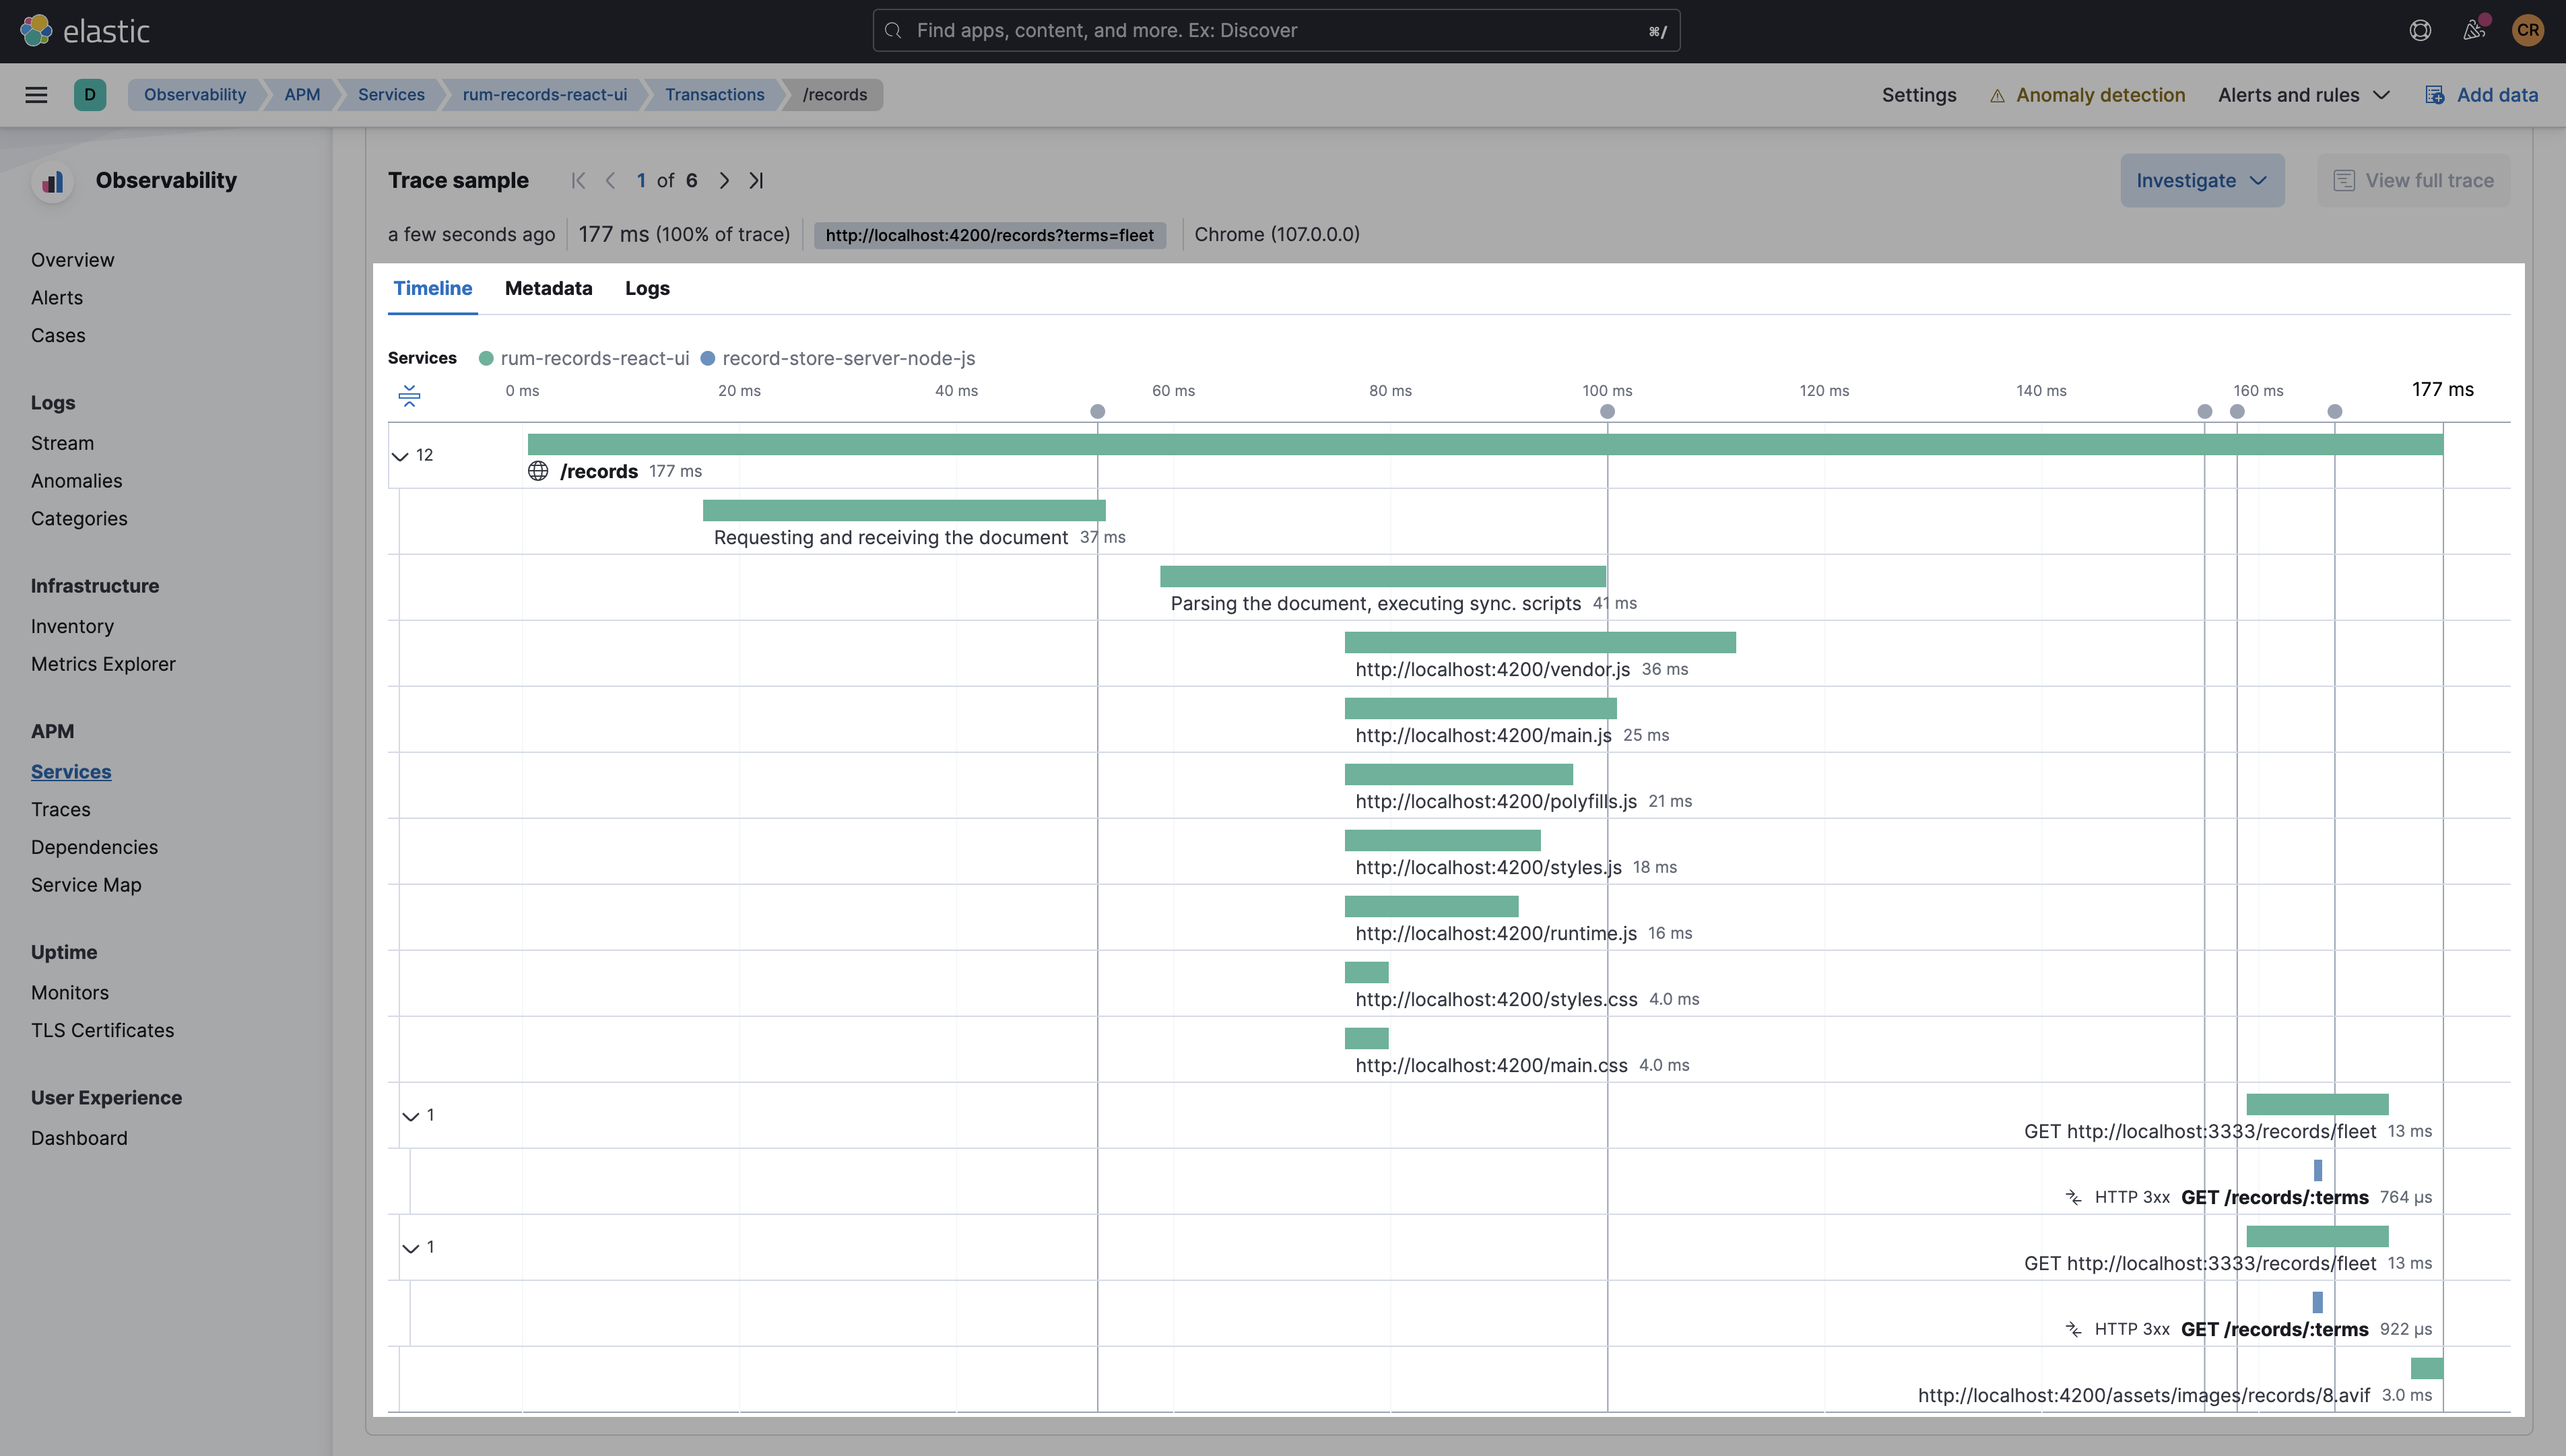 elastic
Find apps, content, and more. Ex: Discover
⌘/
CR
D
Observability
APM
Services
rum-records-react-ui
Transactions
/records
Settings
Anomaly detection
Alerts and rules
Add data
Observability
Overview
Alerts
Cases
Logs
Stream
Anomalies
Categories
Infrastructure
Inventory
Metrics Explorer
APM
Services
Traces
Dependencies
Service Map
Uptime
Monitors
TLS Certificates
User Experience
Dashboard
Trace sample
1 of 6
Investigate
View full trace
a few seconds ago
177 ms (100% of trace)
http://localhost:4200/records?terms=fleet
Chrome (107.0.0.0)
Timeline
Metadata
Logs
Services
rum-records-react-ui
record-store-server-node-js
0 ms
20 ms
40 ms
60 ms
80 ms
100 ms
120 ms
140 ms
160 ms
177 ms
12
/records 177 ms
Requesting and receiving the document 37 ms
Parsing the document, executing sync. scripts 41 ms
http://localhost:4200/vendor.js 36 ms
http://localhost:4200/main.js 25 ms
http://localhost:4200/polyfills.js 21 ms
http://localhost:4200/styles.js 18 ms
http://localhost:4200/runtime.js 16 ms
http://localhost:4200/styles.css 4.0 ms
http://localhost:4200/main.css 4.0 ms
1
GET http://localhost:3333/records/fleet 13 ms
HTTP 3xx GET /records/:terms 764 μs
1
GET http://localhost:3333/records/fleet 13 ms
HTTP 3xx GET /records/:terms 922 μs
http://localhost:4200/assets/images/records/8.avif 3.0 ms